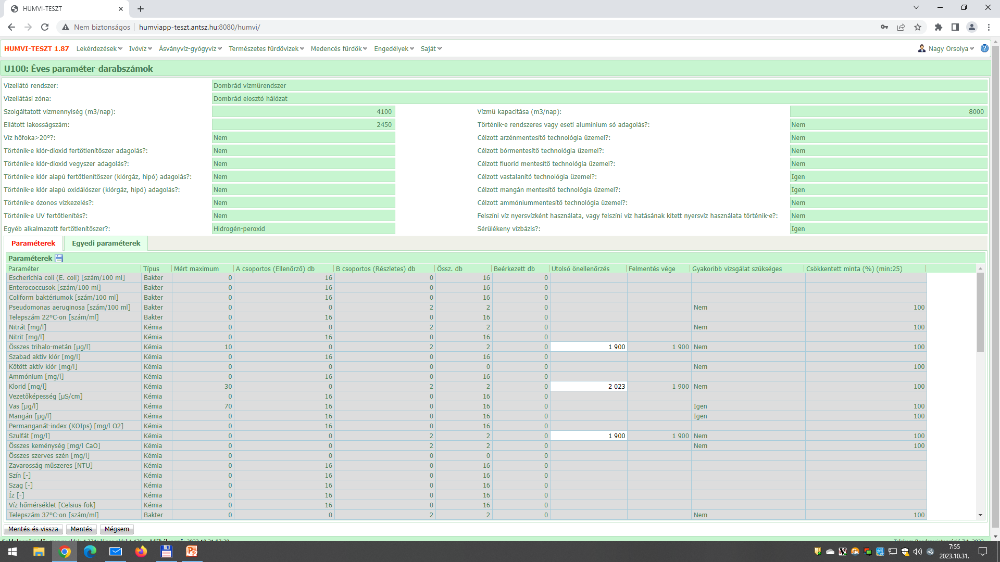 HUMVI-TESZT
Nem biztonságos humviapp-teszt.antsz.hu:8080/humvi/
HUMVI-TESZT 1.87 Lekérdezések Ivóvíz Ásványvíz-gyógyvíz Természetes fürdővizek Medencés fürdők Engedélyek Saját Nagy Orsolya
U100: Éves paraméter-darabszámok
Vízellátó rendszer: Dombrád vízműrendszer
Vízellátási zóna: Dombrád elosztó hálózat
Szolgáltatott vízmennyiség (m3/nap): 4100 Vízmű kapacitása (m3/nap): 8000
Ellátott lakosságszám: 2450 Történik-e rendszeres vagy eseti alumínium só adagolás?: Nem
Víz hőfoka>20º?: Nem Célzott arzénmentesítő technológia üzemel?: Nem
Történik-e klór-dioxid fertőtlenítőszer adagolás?: Nem Célzott bórmentesítő technológia üzemel?: Nem
Történik-e klór-dioxid vegyszer adagolás?: Nem Célzott fluorid mentesítő technológia üzemel?: Nem
Történik-e klór alapú fertőtlenítőszer (klórgáz, hipó) adagolás?: Nem Célzott vastalanító technológia üzemel?: Igen
Történik-e klór alapú oxidálószer (klórgáz, hipó) adagolás?: Nem Célzott mangán mentesítő technológia üzemel?: Igen
Történik-e ózonos vízkezelés?: Nem Célzott ammóniummentesítő technológia üzemel?: Nem
Történik-e UV fertőtlenítés?: Nem Felszíni víz nyersvízként használata, vagy felszíni víz hatásának kitett nyersvíz használata történik-e?: Nem
Egyéb alkalmazott fertőtlenítőszer?: Hidrogén-peroxid Sérülékeny vízbázis?: Igen
Paraméterek Egyedi paraméterek
Paraméterek
Paraméter Típus Mért maximum A csoportos (Ellenőrző) db B csoportos (Részletes) db Össz. db Beérkezett db Utolsó önellenőrzés Felmentés vége Gyakoribb vizsgálat szükséges Csökkentett minta (%) (min:25)
Escherichia coli (E. coli) [szám/100 ml] Bakter 0 16 0 16 0
Enterococcusok [szám/100 ml] Bakter 0 16 0 16 0
Coliform baktériumok [szám/100 ml] Bakter 0 16 0 16 0
Pseudomonas aeruginosa [szám/100 ml] Bakter 0 0 2 2 0 Nem 100
Telepszám 22ºC-on [szám/ml] Bakter 0 16 0 16 0
Nitrát [mg/l] Kémia 0 0 2 2 0 Nem 100
Nitrit [mg/l] Kémia 0 16 0 16 0
Összes trihalo-metán [µg/l] Kémia 10 0 2 2 0 1 900 1 900 Nem 100
Szabad aktív klór [mg/l] Kémia 0 16 0 16 0
Kötött aktív klór [mg/l] Kémia 0 0 0 0 0 Nem 100
Ammónium [mg/l] Kémia 0 16 0 16 0
Klorid [mg/l] Kémia 30 0 2 2 0 2 023 1 900 Nem 100
Vezetőképesség [µS/cm] Kémia 0 16 0 16 0
Vas [µg/l] Kémia 70 16 0 16 0 Igen 100
Mangán [µg/l] Kémia 0 16 0 16 0 Igen 100
Permanganát-index (KOIps) [mg/l O2] Kémia 0 16 0 16 0
Szulfát [mg/l] Kémia 0 0 2 2 0 1 900 1 900 Nem 100
Összes keménység [mg/l CaO] Kémia 0 0 2 2 0 Nem 100
Összes szerves szén [mg/l] Kémia 0 0 0 0 0
Zavarosság műszeres [NTU] Kémia 0 16 0 16 0
Szín [-] Kémia 0 16 0 16 0
Szag [-] Kémia 0 16 0 16 0
Íz [-] Kémia 0 16 0 16 0
Víz hőmérséklet [Celsius-fok] Kémia 0 16 0 16 0
Telepszám 37ºC-on [szám/ml] Bakter 0 0 2 2 0 Nem 100
Mentés és vissza Mentés Mégsem
7:55
2023.10.31.